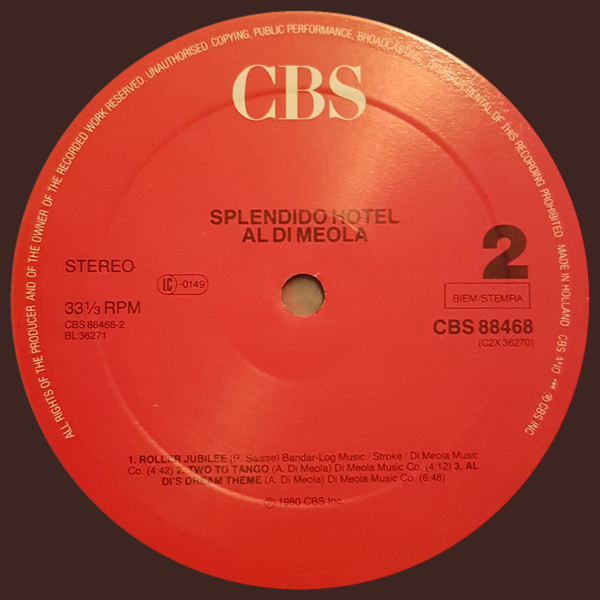 ALL RIGHTS OF THE PRODUCER AND OF THE OWNER OF THE RECORDED WORK RESERVED. UNAUTHORISED COPYING, PUBLIC PERFORMANCE, BROADCASTING RENTAL OF THIS RECORDING PROHIBITED MADE IN HOLLAND CBS ℗ CBS INC
CBS
SPLENDIDO HOTEL
AL DI MEOLA
STEREO
LC -0149
2
BIEM/STEMRA
33⅓ RPM
CBS 88468-2
BL 36271
CBS 88468
(C2X 36270)
1. ROLLER JUBILEE (P. Saisse) Bandar-Log Music / Stroke / Di Meola Music
Co. (4:42) 2. TWO TO TANGO (A. Di Meola) Di Meola Music Co. (4:12) 3. AL
DI'S DREAM THEME (A. Di Meola) Di Meola Music Co. (6:48)
℗ 1980 CBS Inc.